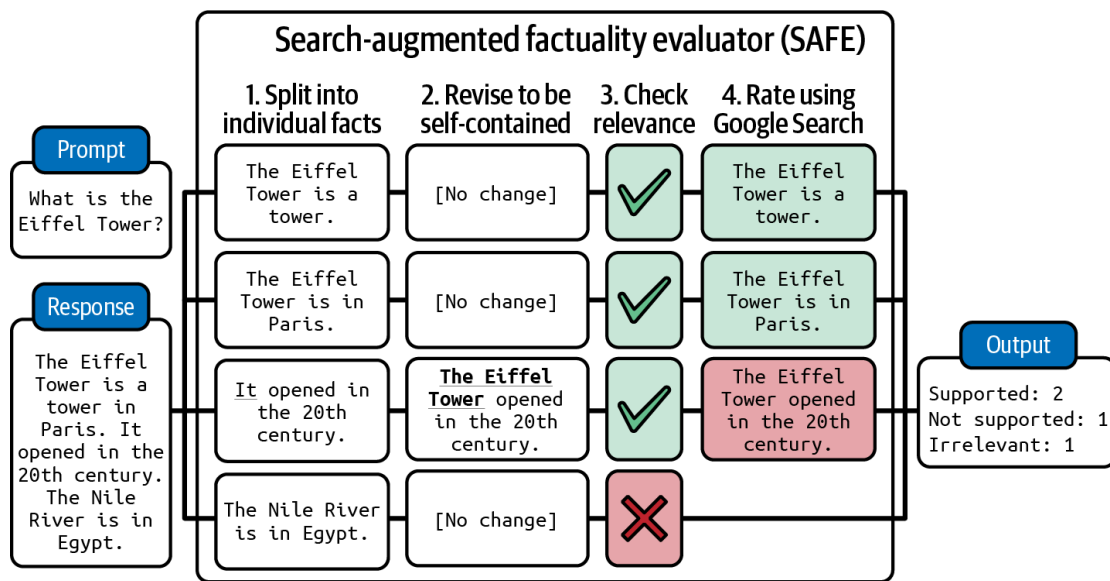 Search-augmented factuality evaluator (SAFE)
1. Split into
individual facts
2. Revise to be
self-contained
3. Check
relevance
4. Rate using
Google Search
Prompt
What is the
Eiffel Tower?
Response
The Eiffel
Tower is a
tower in
Paris. It
opened in the
20th century.
The Nile
River is in
Egypt.
The Eiffel
Tower is a
tower.
[No change]
The Eiffel
Tower is a
tower.
The Eiffel
Tower is in
Paris.
[No change]
The Eiffel
Tower is in
Paris.
It opened in
the 20th
century.
The Eiffel
Tower opened
in the 20th
century.
The Eiffel
Tower opened
in the 20th
century.
The Nile River
is in Egypt.
[No change]
Output
Supported: 2
Not supported: 1
Irrelevant: 1